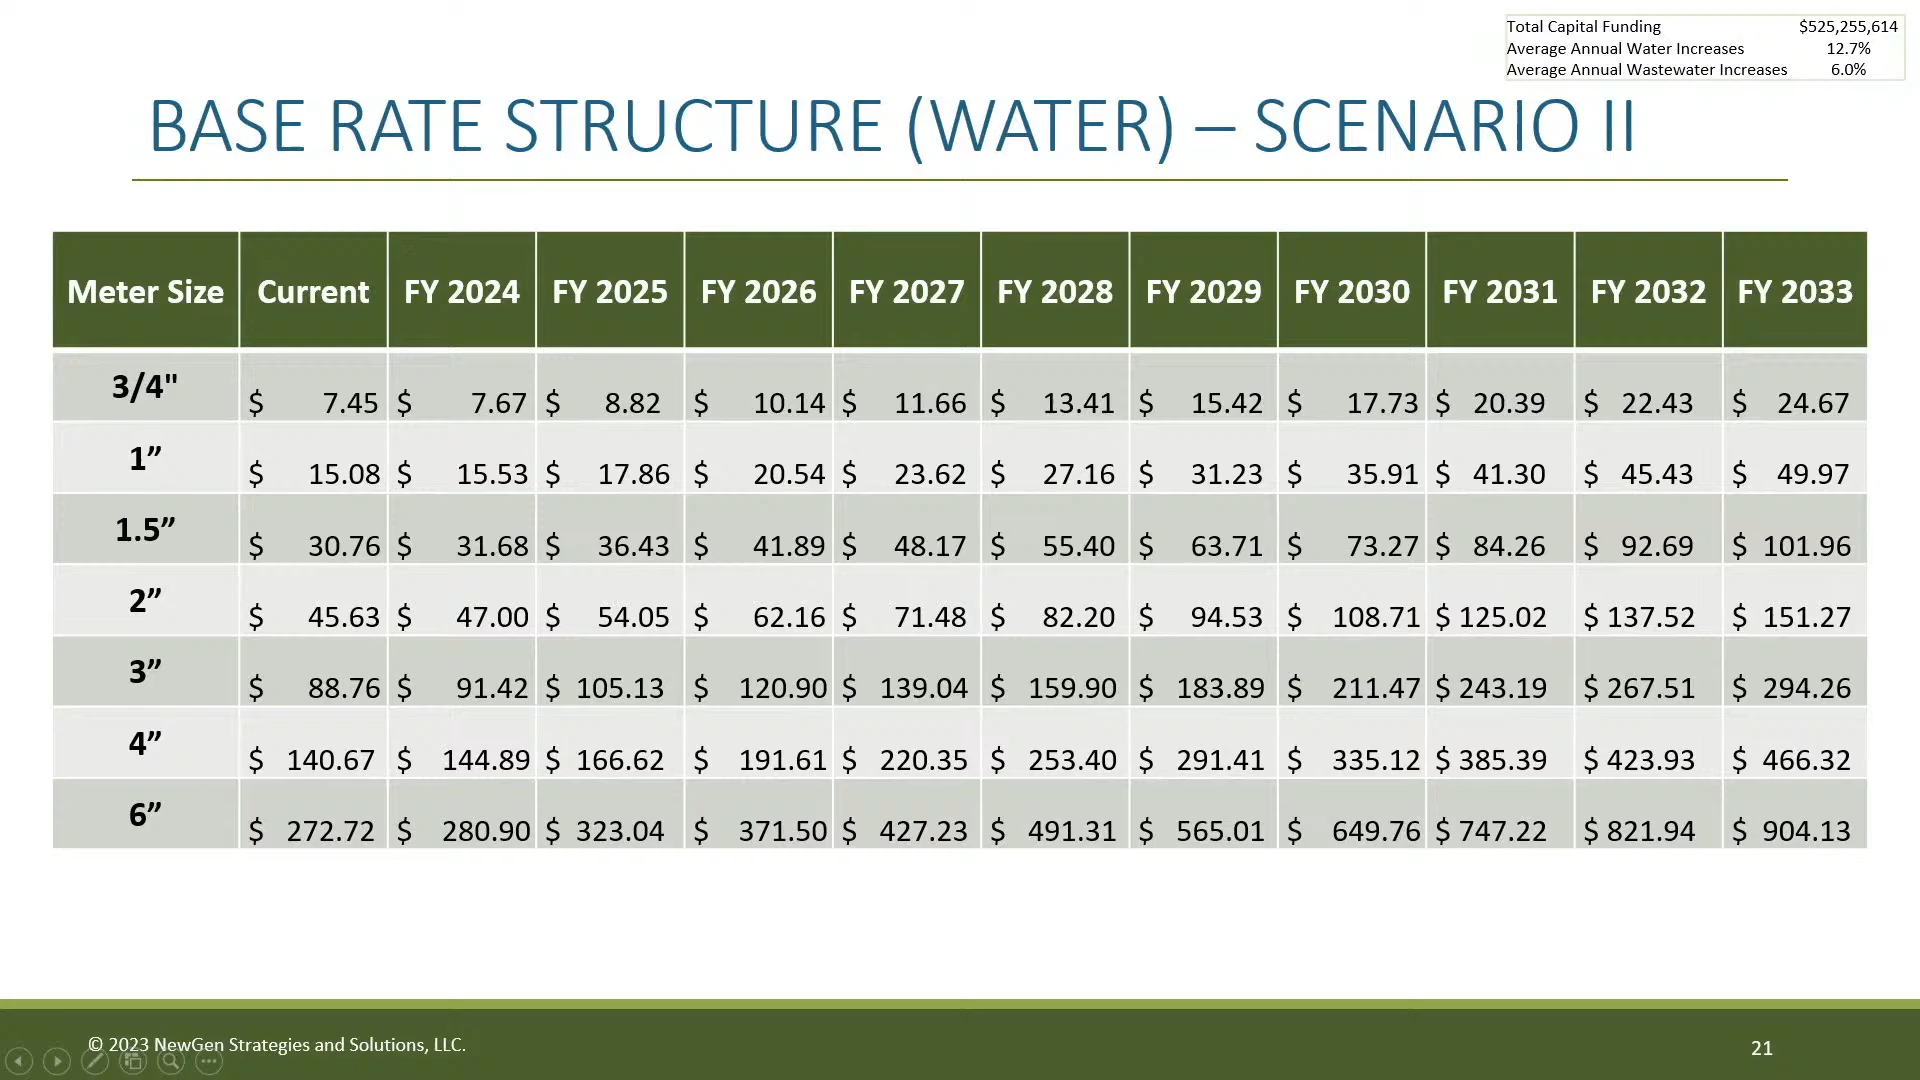 Total Capital Funding $525,255,614
Average Annual Water Increases 12.7%
Average Annual Wastewater Increases 6.0%
BASE RATE STRUCTURE (WATER) – SCENARIO II
Meter Size Current FY 2024 FY 2025 FY 2026 FY 2027 FY 2028 FY 2029 FY 2030 FY 2031 FY 2032 FY 2033
3/4" $ 7.45 $ 7.67 $ 8.82 $ 10.14 $ 11.66 $ 13.41 $ 15.42 $ 17.73 $ 20.39 $ 22.43 $ 24.67
1” $ 15.08 $ 15.53 $ 17.86 $ 20.54 $ 23.62 $ 27.16 $ 31.23 $ 35.91 $ 41.30 $ 45.43 $ 49.97
1.5” $ 30.76 $ 31.68 $ 36.43 $ 41.89 $ 48.17 $ 55.40 $ 63.71 $ 73.27 $ 84.26 $ 92.69 $ 101.96
2” $ 45.63 $ 47.00 $ 54.05 $ 62.16 $ 71.48 $ 82.20 $ 94.53 $ 108.71 $ 125.02 $ 137.52 $ 151.27
3” $ 88.76 $ 91.42 $ 105.13 $ 120.90 $ 139.04 $ 159.90 $ 183.89 $ 211.47 $ 243.19 $ 267.51 $ 294.26
4” $ 140.67 $ 144.89 $ 166.62 $ 191.61 $ 220.35 $ 253.40 $ 291.41 $ 335.12 $ 385.39 $ 423.93 $ 466.32
6” $ 272.72 $ 280.90 $ 323.04 $ 371.50 $ 427.23 $ 491.31 $ 565.01 $ 649.76 $ 747.22 $ 821.94 $ 904.13
© 2023 NewGen Strategies and Solutions, LLC.
21